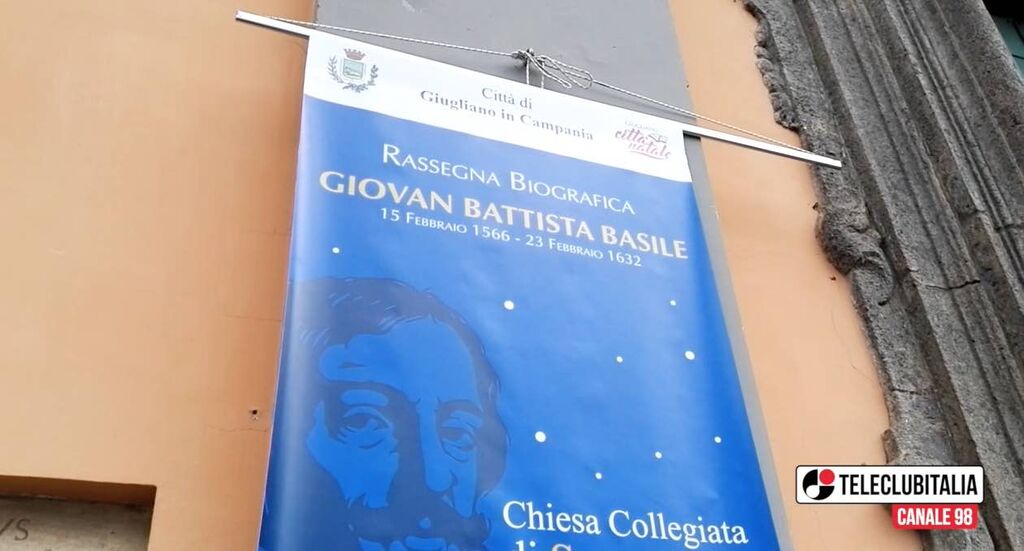 Città di
Giugliano in Campania
città
natale
RASSEGNA BIOGRAFICA
GIOVAN BATTISTA BASILE
15 FEBBRAIO 1566 - 23 FEBBRAIO 1632
Chiesa Collegiata
di S
TELECLUBITALIA
CANALE 98